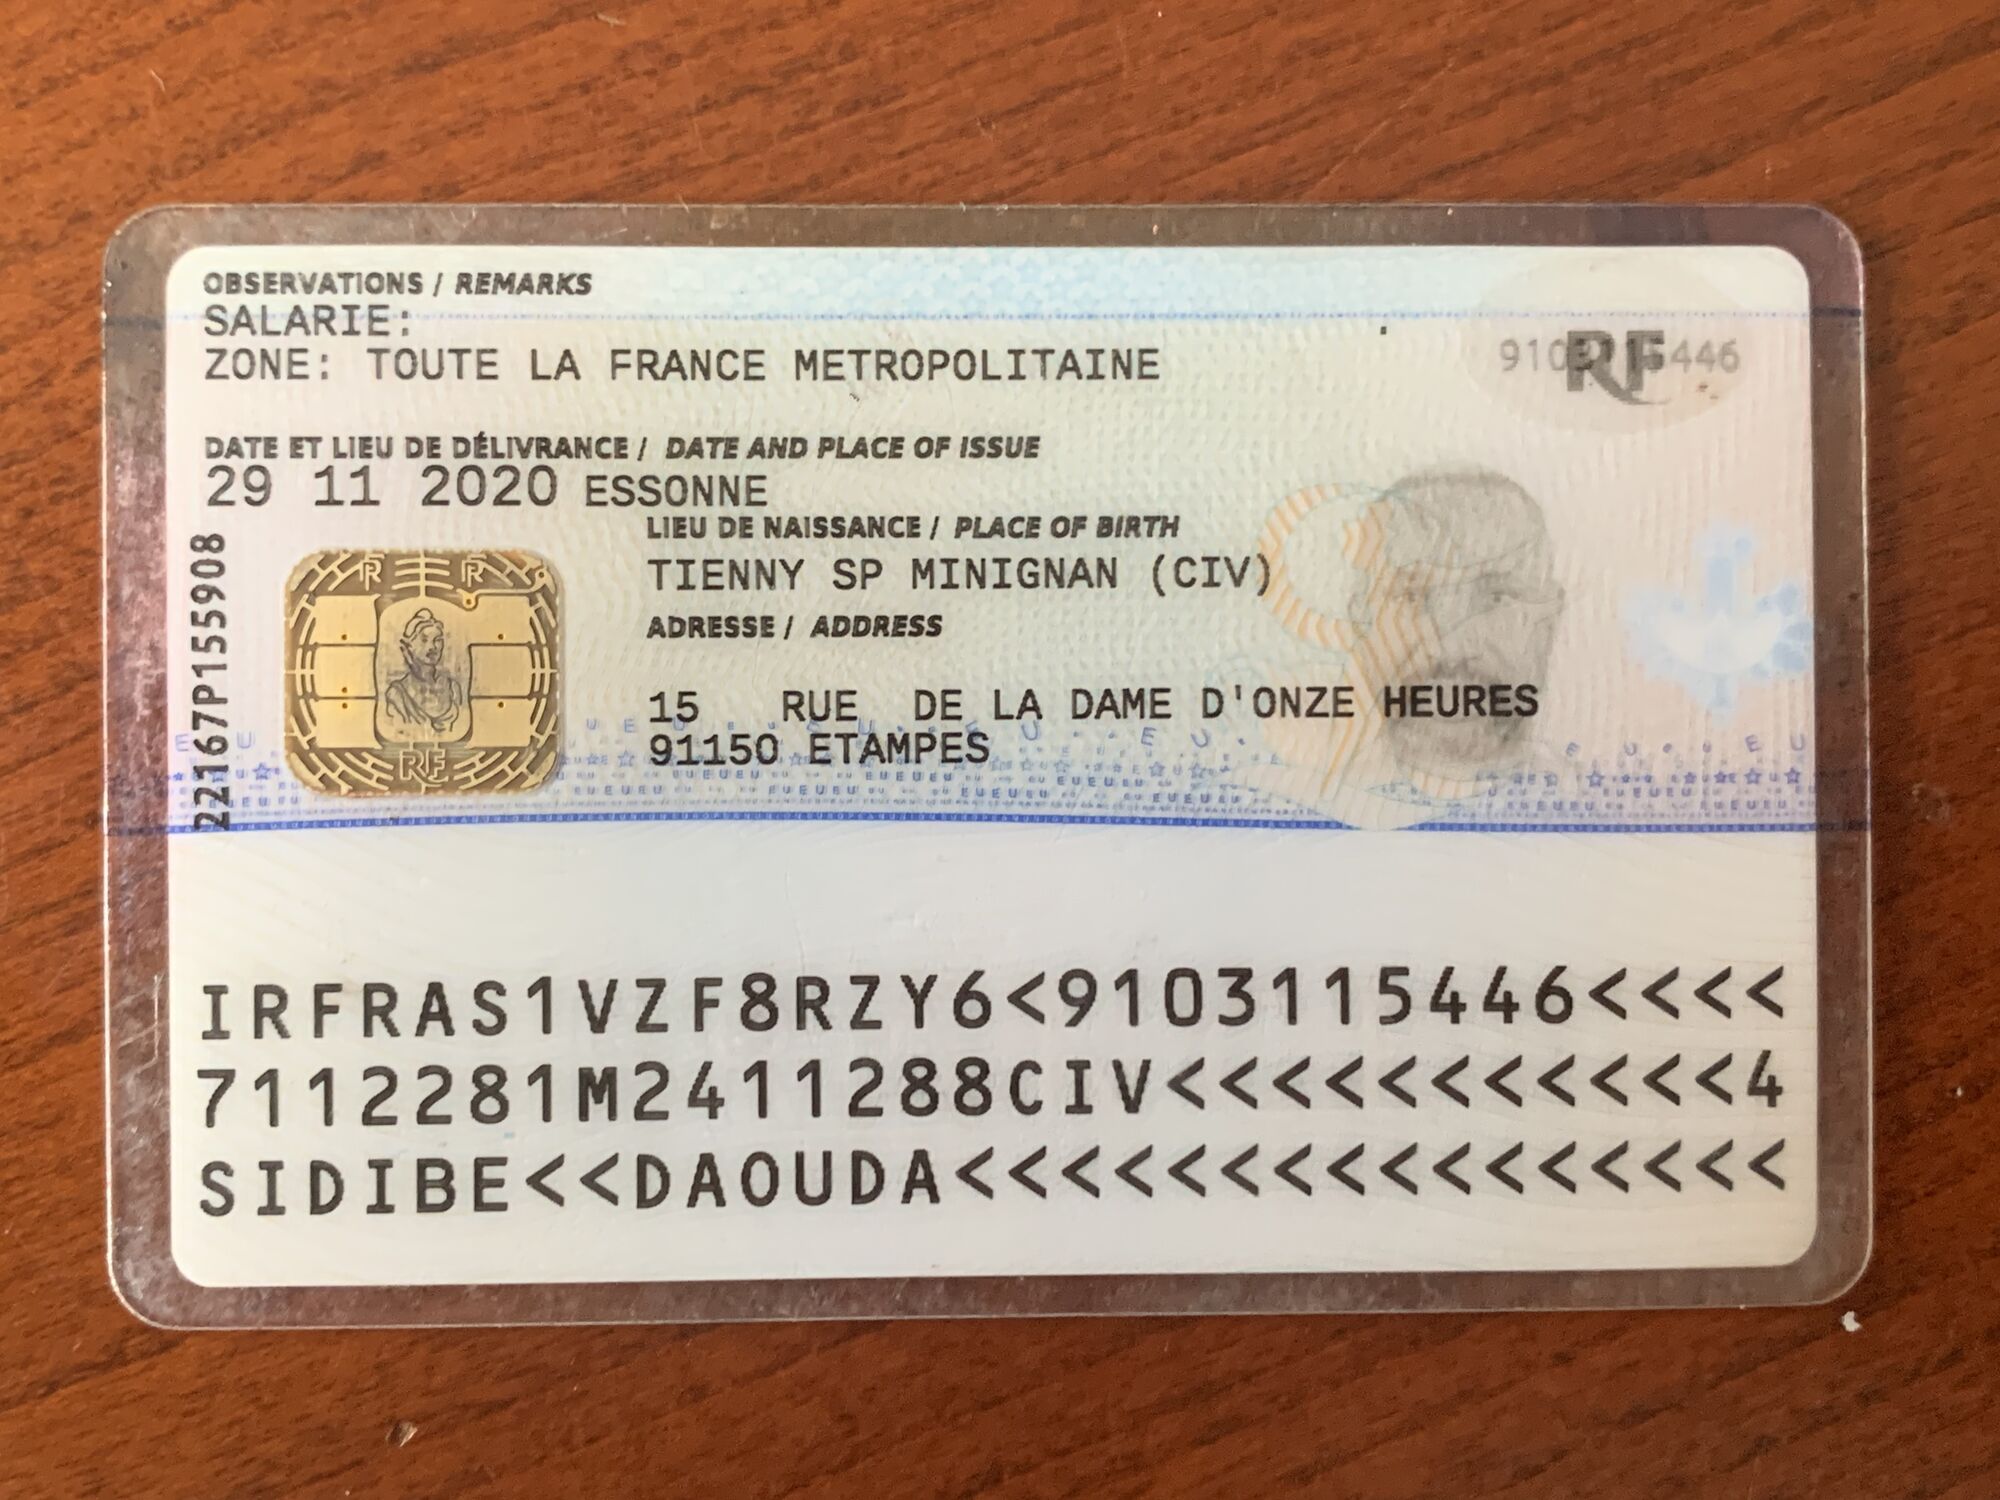 OBSERVATIONS / REMARKS
SALARIE:
ZONE: TOUTE LA FRANCE METROPOLITAINE
RF
DATE ET LIEU DE DÉLIVRANCE / DATE AND PLACE OF ISSUE
29 11 2020 ESSONNE
LIEU DE NAISSANCE / PLACE OF BIRTH
TIENNY SP MINIGNAN (CIV)
ADRESSE / ADDRESS
15 RUE DE LA DAME D'ONZE HEURES
91150 ETAMPES
22167P155908
RF
IRFRAS1VZF8RZY6<9103115446<<<<
7112281M2411288CIV<<<<<<<<<<<4
SIDIBE<<DAOUDA<<<<<<<<<<<<<<<<